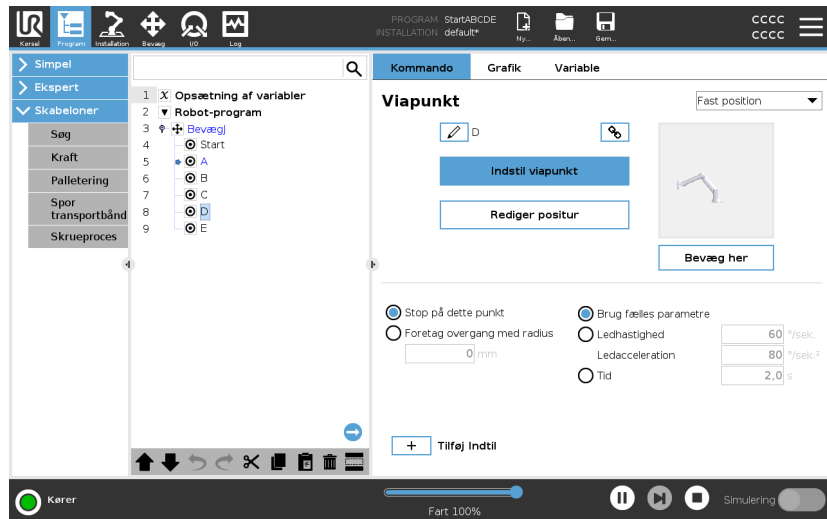 UR
PROGRAM StartABCDE
INSTALLATION default*
CCCC
CCCC
Kørsel Program Installation Bevæg I/O Log Ny... Åben... Gem...
Simpel
Ekspert
Skabeloner
Søg
Kraft
Palletering
Spor
transportbånd
Skrueproces
1 X Opsætning af variabler
2 Robot-program
3 BevægJ
4 Start
5 A
6 B
7 C
8 D
9 E
Kommando Grafik Variable
Viapunkt
Fast position
D
Indstil viapunkt
Rediger positur
Bevæg her
Stop på dette punkt
Foretag overgang med radius
0 mm
Brug fælles parametre
Ledhastighed 60 °/sek.
Ledacceleration 80 °/sek.²
Tid 2,0 s
+ Tilføj Indtil
Kører
Fart 100%
Simulering